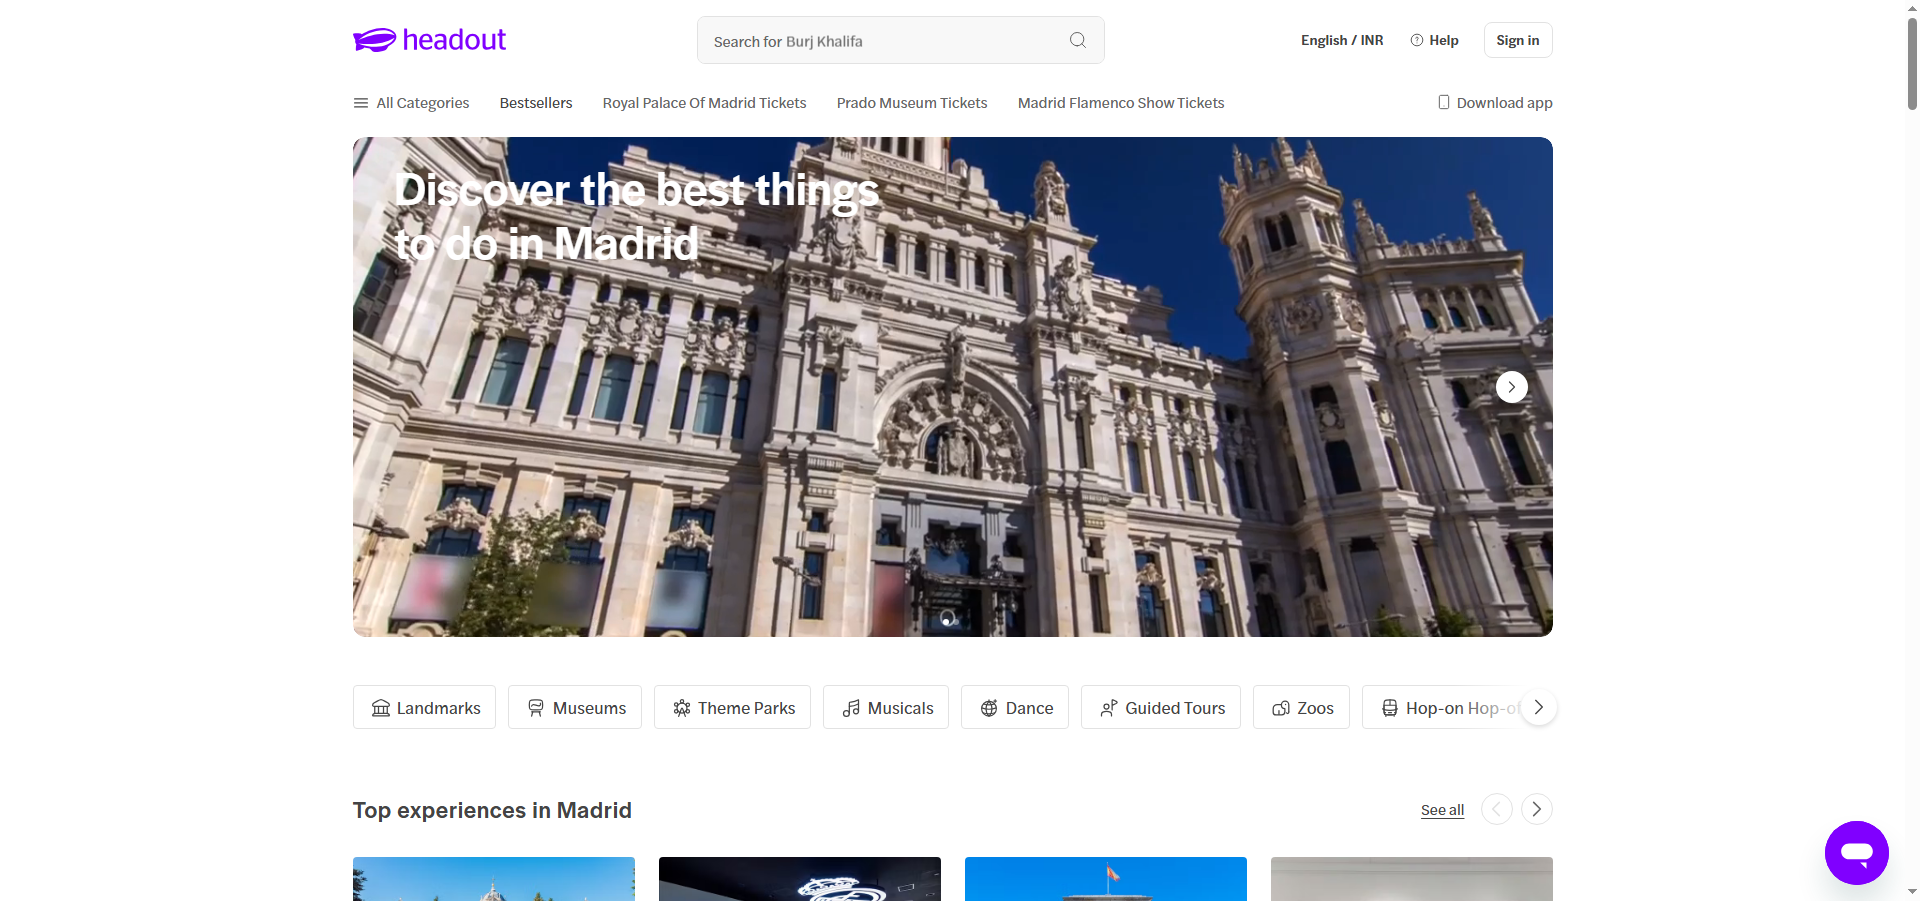 headout
Search for Burj Khalifa
English / INR
Help
Sign in
All Categories
Bestsellers
Royal Palace Of Madrid Tickets
Prado Museum Tickets
Madrid Flamenco Show Tickets
Download app
Discover the best things
to do in Madrid
Landmarks
Museums
Theme Parks
Musicals
Dance
Guided Tours
Zoos
Hop-on Hop-of
Top experiences in Madrid
See all